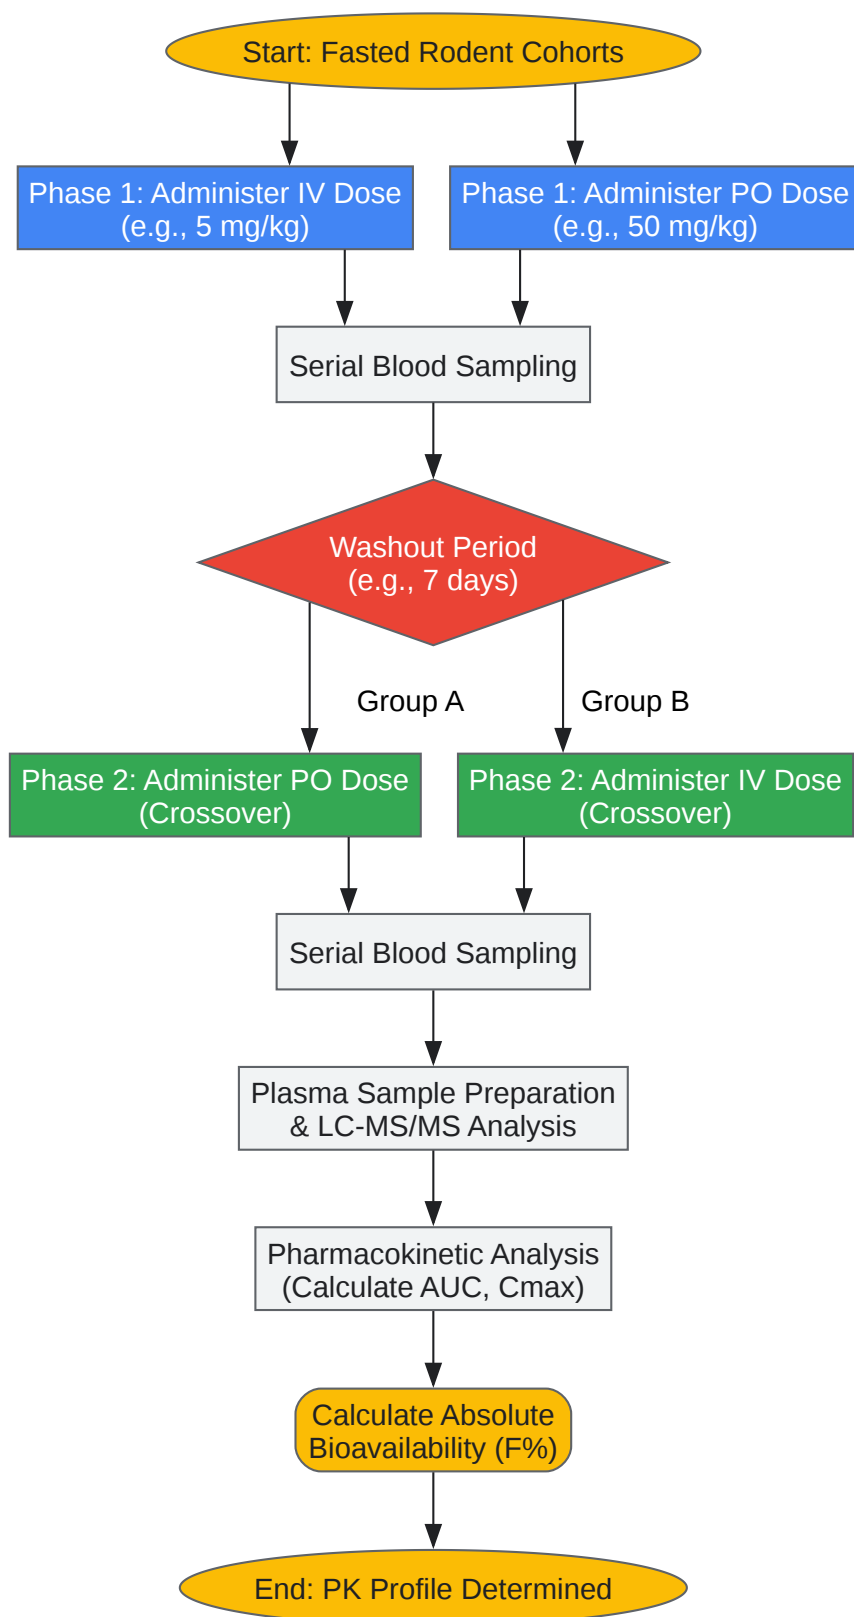 Start: Fasted Rodent Cohorts
Phase 1: Administer IV Dose
(e.g., 5 mg/kg)
Phase 1: Administer PO Dose
(e.g., 50 mg/kg)
Serial Blood Sampling
Washout Period
(e.g., 7 days)
Group A
Group B
Phase 2: Administer PO Dose
(Crossover)
Phase 2: Administer IV Dose
(Crossover)
Serial Blood Sampling
Plasma Sample Preparation
& LC-MS/MS Analysis
Pharmacokinetic Analysis
(Calculate AUC, Cmax)
Calculate Absolute
Bioavailability (F%)
End: PK Profile Determined